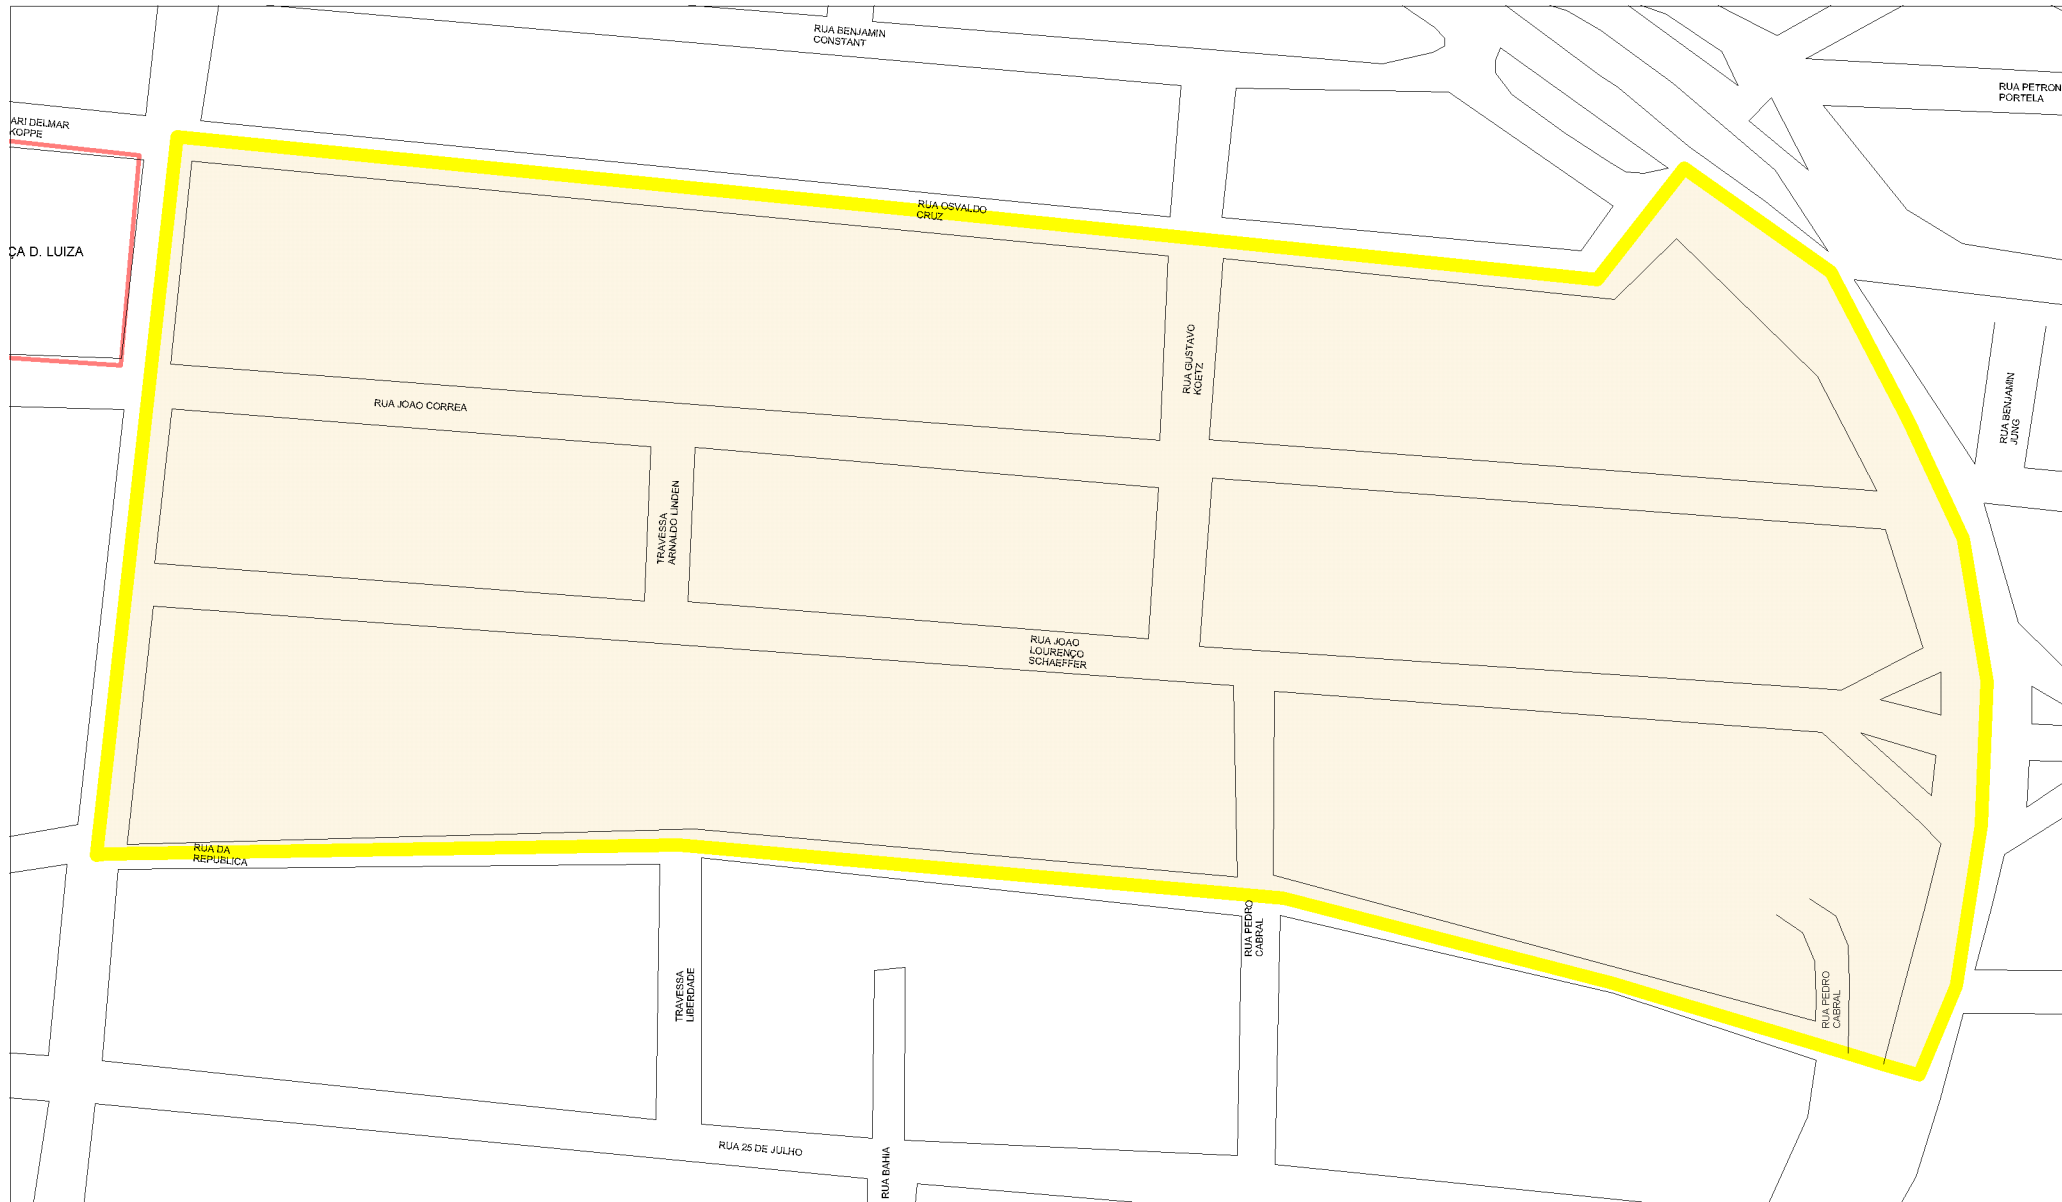 RUA BENJAMIN
CONSTANT
RUA PETRON
PORTELA
ARI DELMAR
KOPPE
RUA OSVALDO
CRUZ
ÇA D. LUIZA
RUA GUSTAVO
KOETZ
RUA BENJAMIN
JUNG
RUA JOAO CORREA
TRAVESSA
ARNALDO LINDEN
RUA JOAO
LOURENÇO
SCHAEFFER
RUA DA
REPUBLICA
RUA PEDRO
CABRAL
TRAVESSA
LIBERDADE
RUA PEDRO
CABRAL
RUA 25 DE JULHO
RUA BAHIA